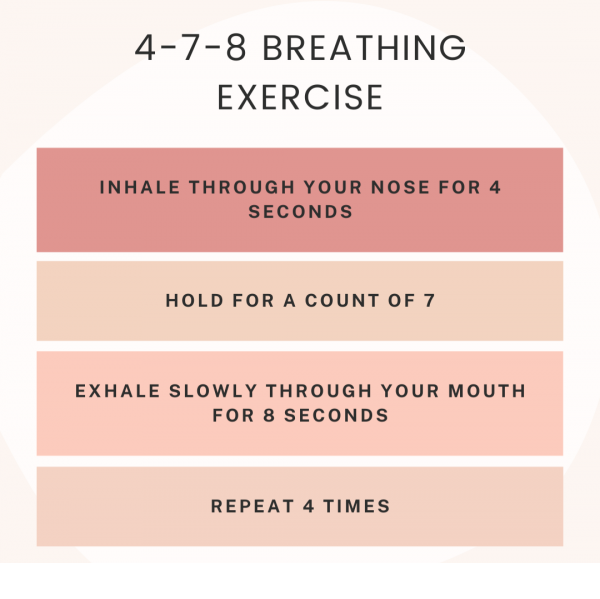 4-7-8 BREATHING
EXERCISE
INHALE THROUGH YOUR NOSE FOR 4
SECONDS
HOLD FOR A COUNT OF 7
EXHALE SLOWLY THROUGH YOUR MOUTH
FOR 8 SECONDS
REPEAT 4 TIMES